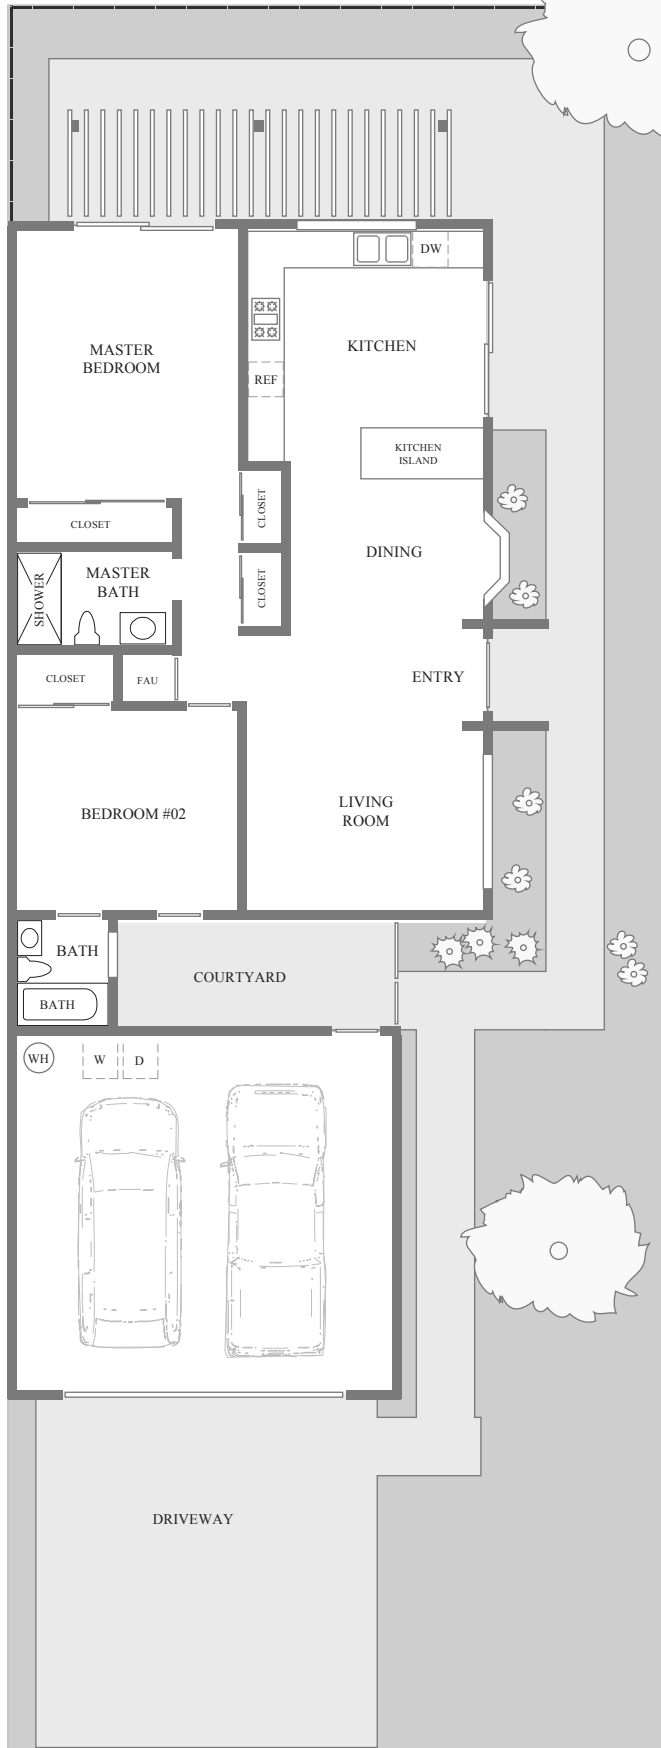 DW
MASTER
BEDROOM
KITCHEN
REF
KITCHEN
ISLAND
CLOSET
CLOSET
DINING
MASTER
BATH
SHOWER
CLOSET
CLOSET
FAU
ENTRY
BEDROOM #02
LIVING
ROOM
BATH
COURTYARD
BATH
WH
W
D
DRIVEWAY